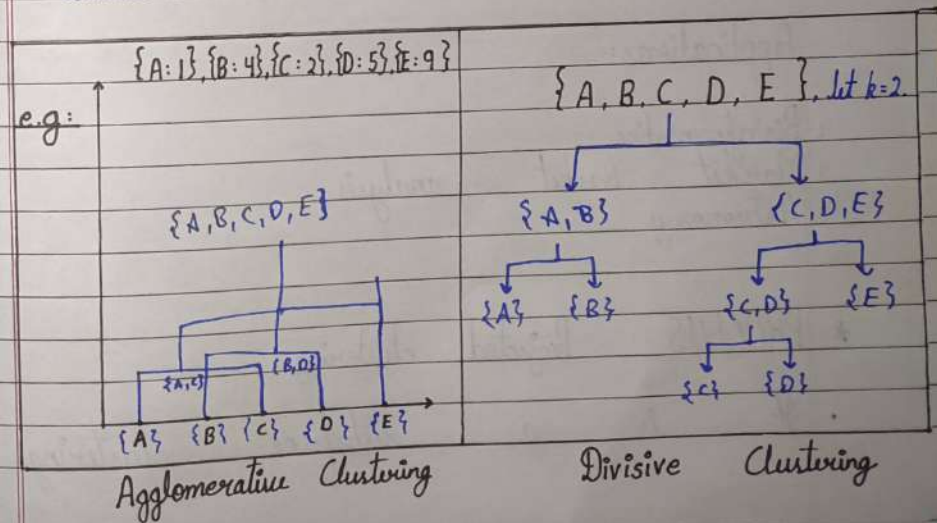 {A:1},{B:4},{C:2},{D:5},{E:9}
e.g:
{A,B,C,D,E}
{A,C}
{B,D}
{A} {B} {C} {D} {E}
Agglomerative Clustering
{A, B, C, D, E}, let k=2.
{A,B} {C,D,E}
{A} {B} {C,D} {E}
{C} {D}
Divisive Clustering